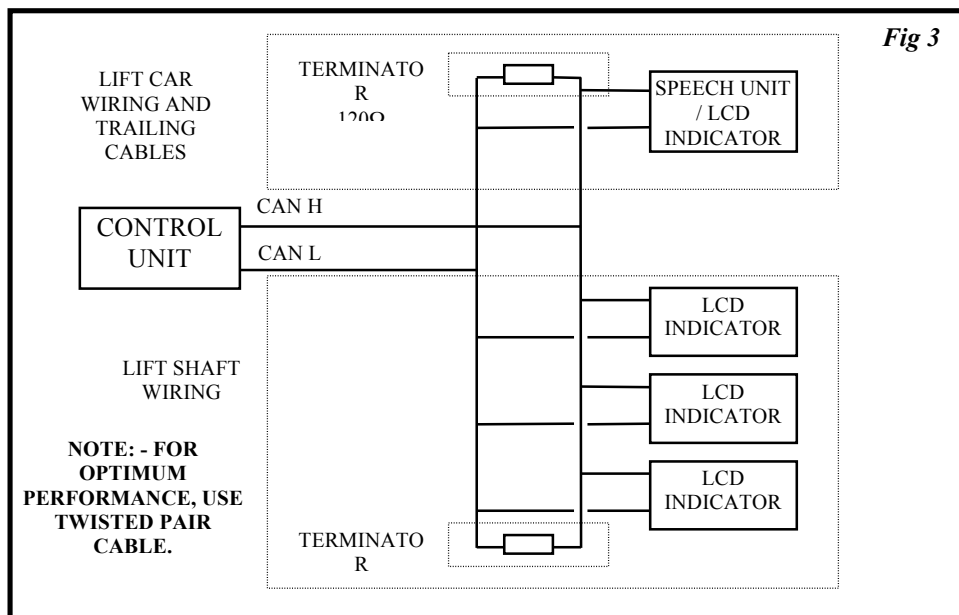 Fig 3
LIFT CAR
WIRING AND
TRAILING
CABLES
TERMINATO
R
120Ω
SPEECH UNIT
/ LCD
INDICATOR
CONTROL
UNIT
CAN H
CAN L
LCD
INDICATOR
LIFT SHAFT
WIRING
LCD
INDICATOR
NOTE: - FOR
OPTIMUM
PERFORMANCE, USE
TWISTED PAIR
CABLE.
LCD
INDICATOR
TERMINATO
R